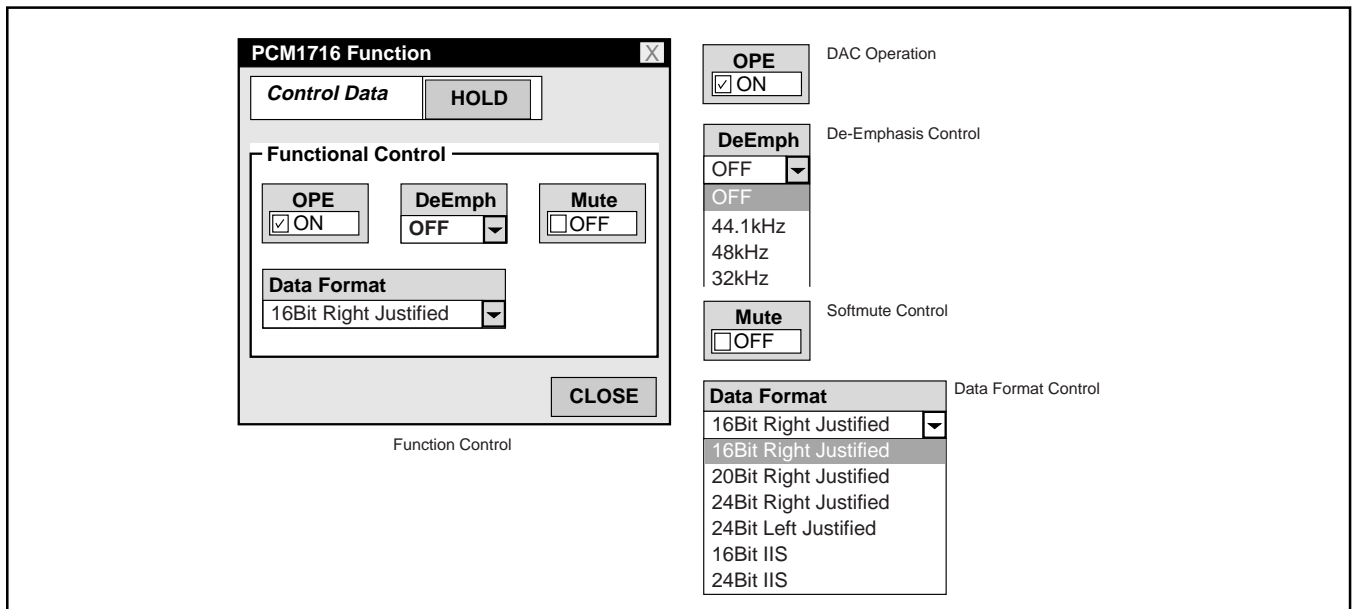 PCM1716 Function X
Control Data HOLD
Functional Control
OPE
ON
DeEmph
OFF
Mute
OFF
Data Format
16Bit Right Justified
CLOSE
Function Control
OPE
ON
DAC Operation
DeEmph
De-Emphasis Control
OFF
OFF
44.1kHz
48kHz
32kHz
Mute
OFF
Softmute Control
Data Format
Data Format Control
16Bit Right Justified
16Bit Right Justified
20Bit Right Justified
24Bit Right Justified
24Bit Left Justified
16Bit IIS
24Bit IIS